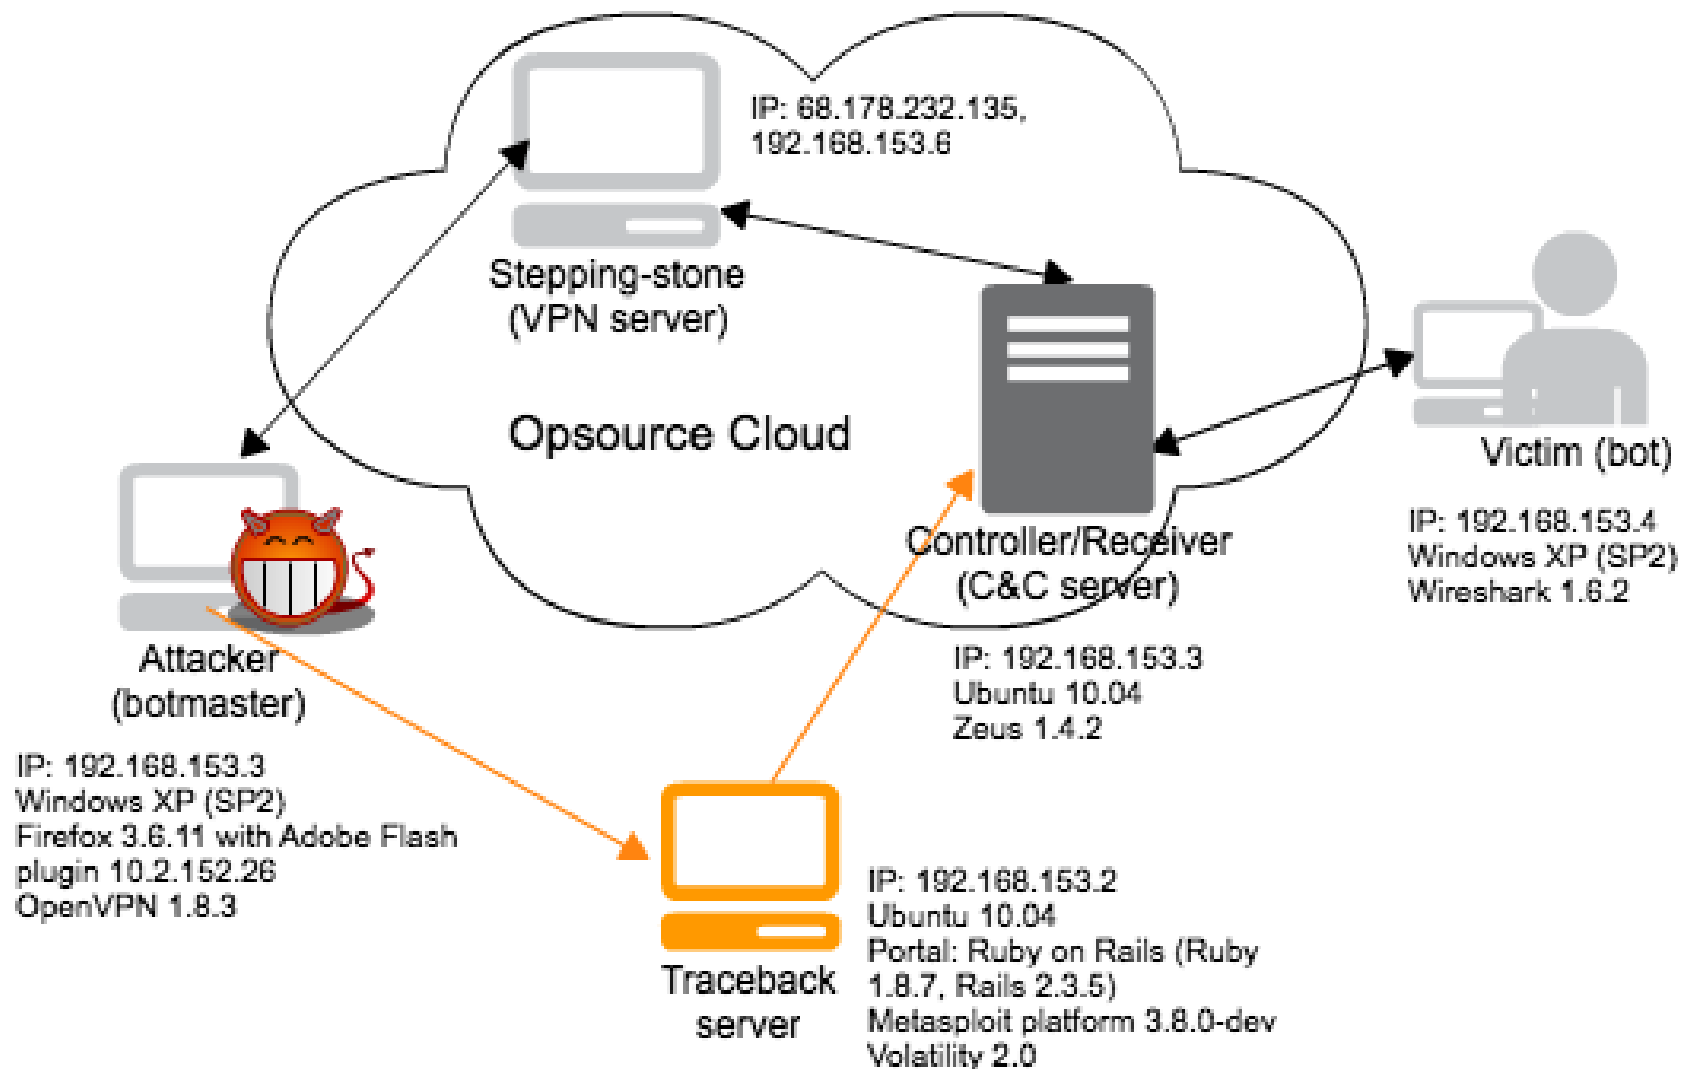 IP: 68.178.232.135,
192.168.153.6
Stepping-stone
(VPN server)
Opsource Cloud
Victim (bot)
IP: 192.168.153.4
Windows XP (SP2)
Wireshark 1.6.2
Controller/Receiver
(C&C server)
IP: 192.168.153.3
Ubuntu 10.04
Zeus 1.4.2
Attacker
(botmaster)
IP: 192.168.153.3
Windows XP (SP2)
Firefox 3.6.11 with Adobe Flash
plugin 10.2.152.26
OpenVPN 1.8.3
Traceback
server
IP: 192.168.153.2
Ubuntu 10.04
Portal: Ruby on Rails (Ruby
1.8.7, Rails 2.3.5)
Metasploit platform 3.8.0-dev
Volatility 2.0